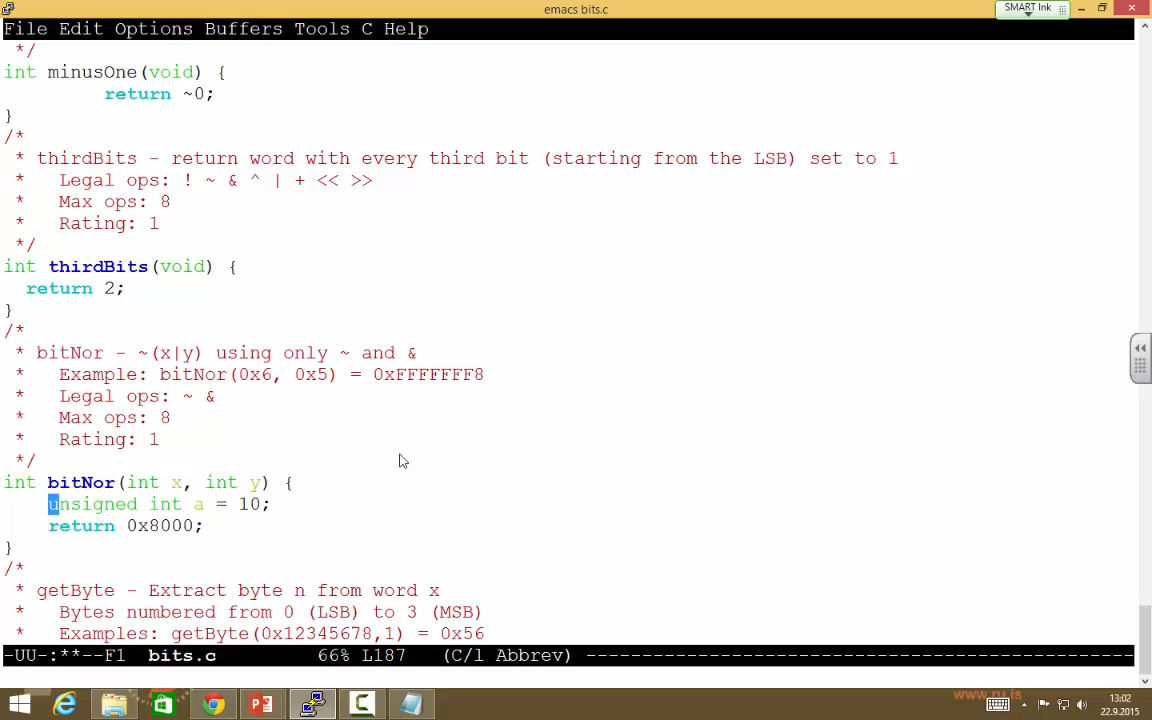 emacs bits.c
SMART Ink
File Edit Options Buffers Tools C Help
 */
int minusOne(void) {
         return ~0;
}
/*
 * thirdBits - return word with every third bit (starting from the LSB) set to 1
 *   Legal ops: ! ~ & ^ | + << >>
 *   Max ops: 8
 *   Rating: 1
 */
int thirdBits(void) {
  return 2;
}
/*
 * bitNor - ~(x|y) using only ~ and &
 *   Example: bitNor(0x6, 0x5) = 0xFFFFFFF8
 *   Legal ops: ~ &
 *   Max ops: 8
 *   Rating: 1
 */
int bitNor(int x, int y) {
    unsigned int a = 10;
    return 0x8000;
}
/*
 * getByte - Extract byte n from word x
 *   Bytes numbered from 0 (LSB) to 3 (MSB)
 *   Examples: getByte(0x12345678,1) = 0x56
-UU-:**--F1  bits.c         66% L187   (C/l Abbrev) -------------------------------------------------
www.ru.is
13:02
22.9.2015